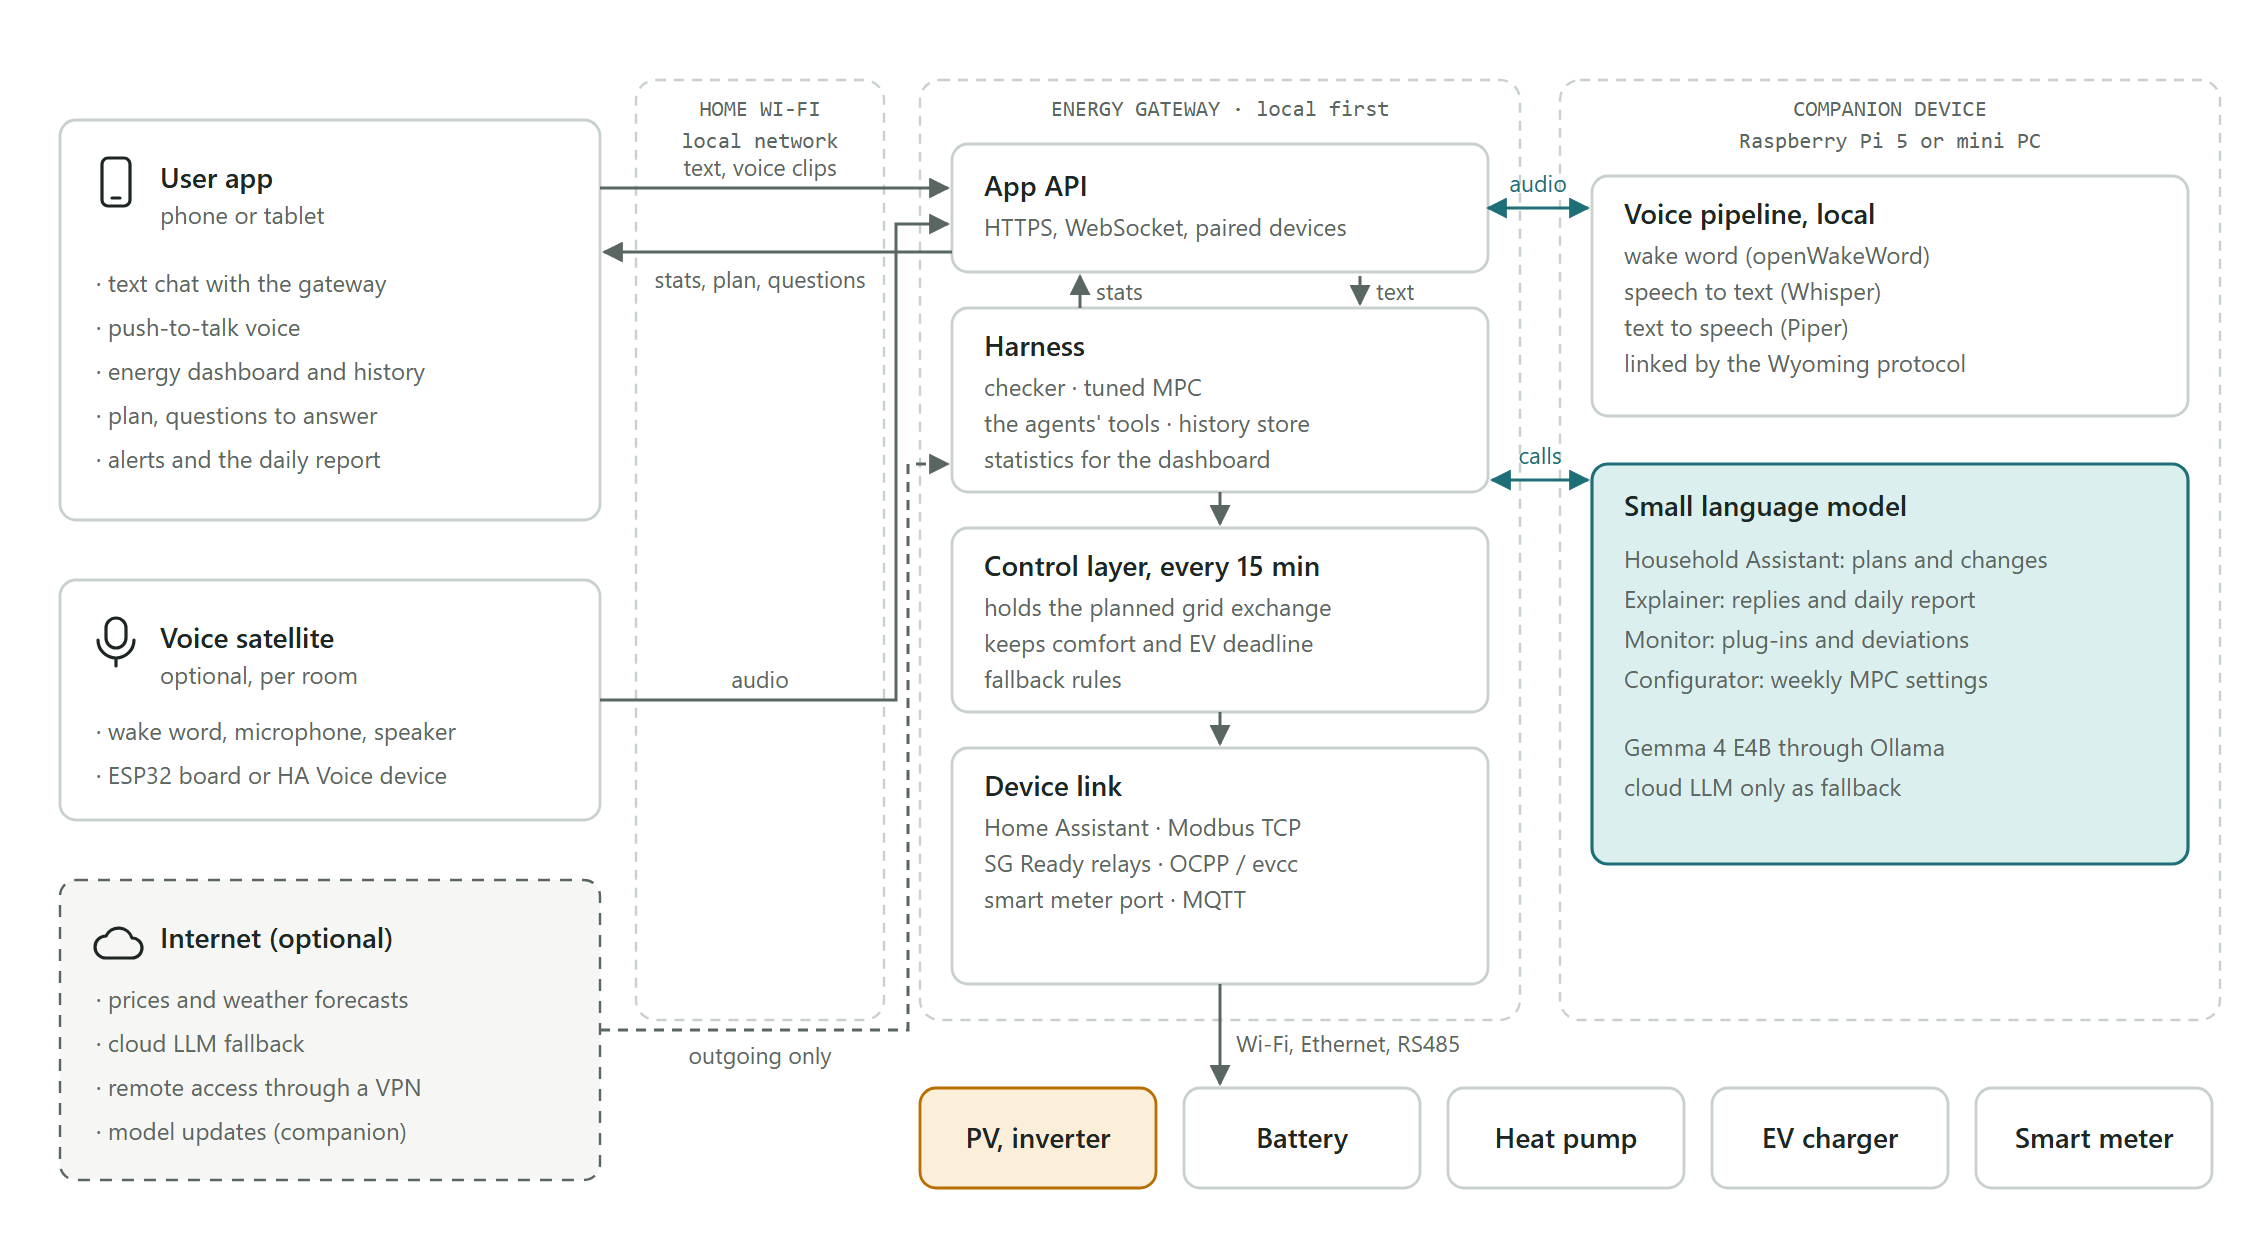 HOME WI-FI
local network
text, voice clips
stats, plan, questions
audio
outgoing only
User app
phone or tablet
· text chat with the gateway
· push-to-talk voice
· energy dashboard and history
· plan, questions to answer
· alerts and the daily report
Voice satellite
optional, per room
· wake word, microphone, speaker
· ESP32 board or HA Voice device
Internet (optional)
· prices and weather forecasts
· cloud LLM fallback
· remote access through a VPN
· model updates (companion)
ENERGY GATEWAY · local first
App API
HTTPS, WebSocket, paired devices
stats
text
Harness
checker · tuned MPC
the agents' tools · history store
statistics for the dashboard
Control layer, every 15 min
holds the planned grid exchange
keeps comfort and EV deadline
fallback rules
Device link
Home Assistant · Modbus TCP
SG Ready relays · OCPP / evcc
smart meter port · MQTT
Wi-Fi, Ethernet, RS485
audio
calls
COMPANION DEVICE
Raspberry Pi 5 or mini PC
Voice pipeline, local
wake word (openWakeWord)
speech to text (Whisper)
text to speech (Piper)
linked by the Wyoming protocol
Small language model
Household Assistant: plans and changes
Explainer: replies and daily report
Monitor: plug-ins and deviations
Configurator: weekly MPC settings
Gemma 4 E4B through Ollama
cloud LLM only as fallback
PV, inverter
Battery
Heat pump
EV charger
Smart meter